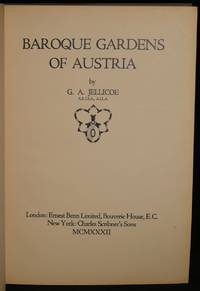 BAROQUE GARDENS
OF AUSTRIA
by
G. A. JELLICOE
London: Ernest Benn Limited, Bouverie House, E.C.
New York: Charles Scribner's Sons
MCMXXXII